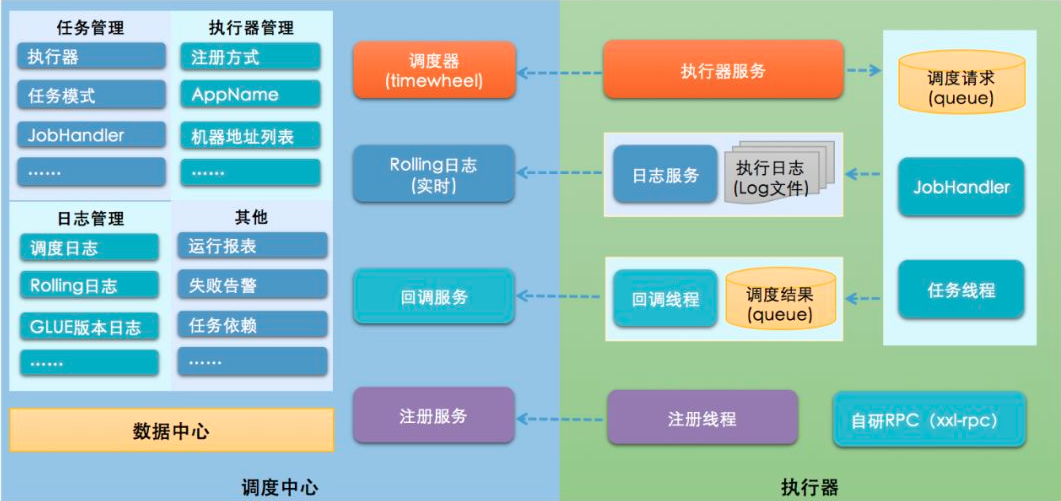 任务管理
执行器
任务模式
JobHandler
……
执行器管理
注册方式
AppName
机器地址列表
……
日志管理
调度日志
Rolling日志
GLUE版本日志
……
其他
运行报表
失败告警
任务依赖
……
数据中心
调度器
(timewheel)
Rolling日志
(实时)
回调服务
注册服务
调度中心
执行器服务
日志服务
执行日志
(Log文件)
回调线程
调度结果
(queue)
注册线程
调度请求
(queue)
JobHandler
任务线程
自研RPC（xxl-rpc）
执行器